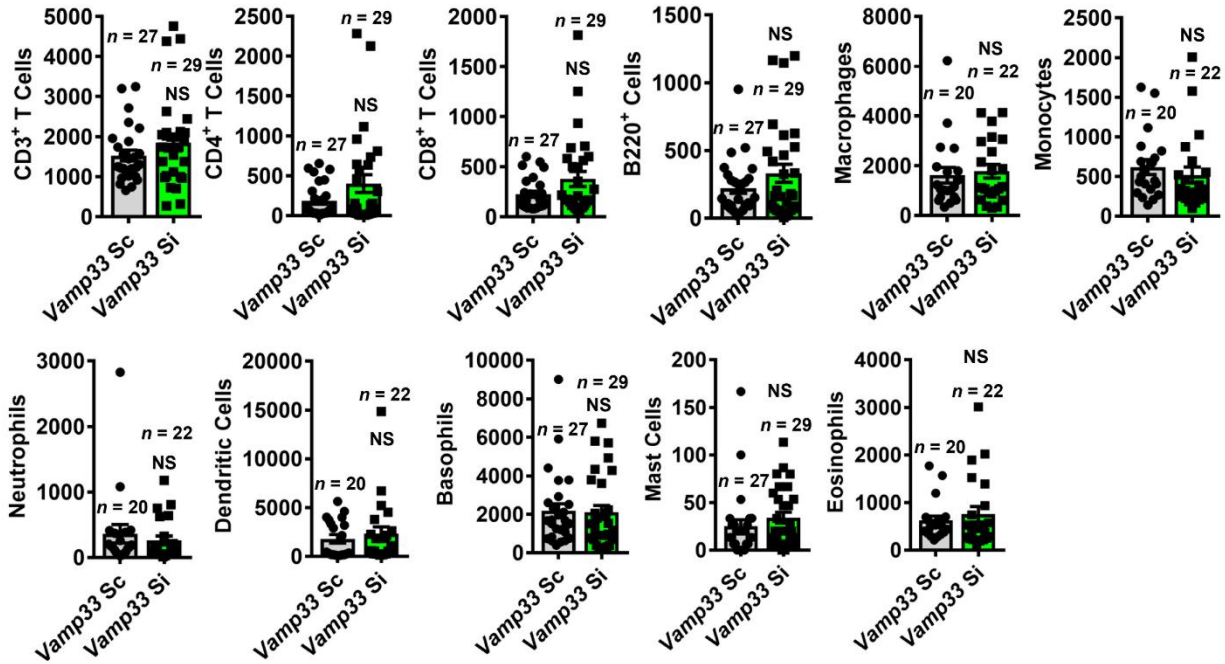 CD3+ T Cells
5000
4000
3000
2000
1000
0
n = 27
n = 29
NS
Vamp33 Sc
Vamp33 Si
CD4+ T Cells
2500
2000
1500
1000
500
0
n = 27
n = 29
NS
Vamp33 Sc
Vamp33 Si
CD8+ T Cells
2000
1500
1000
500
0
n = 27
n = 29
NS
Vamp33 Sc
Vamp33 Si
B220+ Cells
1500
1000
500
0
n = 27
NS
n = 29
Vamp33 Sc
Vamp33 Si
Macrophages
8000
6000
4000
2000
0
n = 20
NS
n = 22
Vamp33 Sc
Vamp33 Si
Monocytes
2000
1500
1000
500
0
n = 20
NS
n = 22
Vamp33 Sc
Vamp33 Si
Neutrophils
3000
2000
1000
0
n = 20
n = 22
NS
Vamp33 Sc
Vamp33 Si
Dendritic Cells
20000
15000
10000
5000
0
n = 20
n = 22
NS
Vamp33 Sc
Vamp33 Si
Basophils
10000
8000
6000
4000
2000
0
n = 27
n = 29
NS
Vamp33 Sc
Vamp33 Si
Mast Cells
200
150
100
50
0
n = 27
NS
n = 29
Vamp33 Sc
Vamp33 Si
Eosinophils
4000
3000
2000
1000
0
n = 20
NS
n = 22
Vamp33 Sc
Vamp33 Si